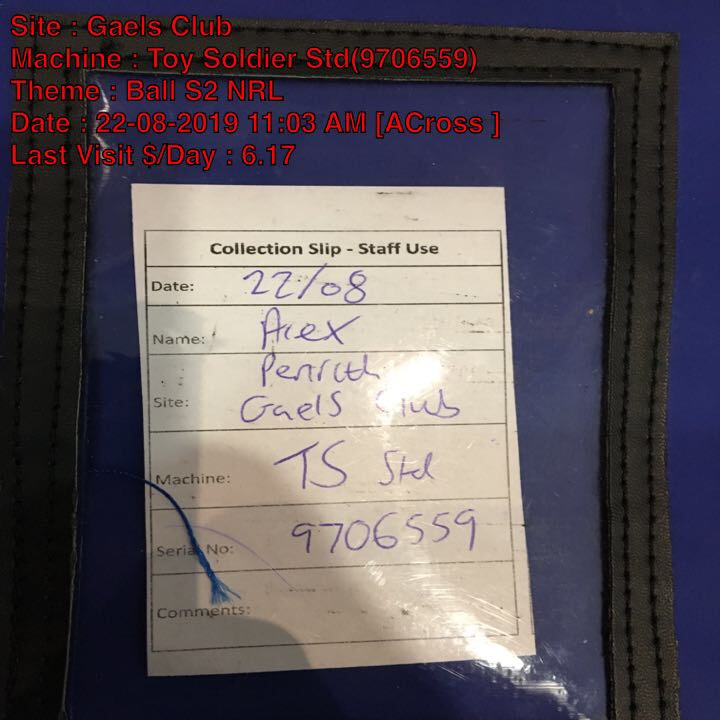 Site : Gaels Club
Machine : Toy Soldier Std(9706559)
Theme : Ball S2 NRL
Date : 22-08-2019 11:03 AM [ACross ]
Last Visit $/Day : 6.17
Collection Slip - Staff Use
Date: 22/08
Name: Alex
Penrith
Site: Gaels Club
Machine: TS Std
Serial No: 9706559
Comments: